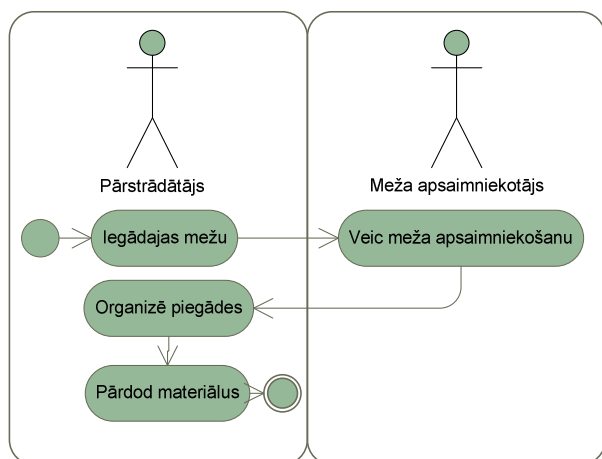 Pārstrādātājs
Meža apsaimniekotājs
Iegādajas mežu
Veic meža apsaimniekošanu
Organizē piegādes
Pārdod materiālus